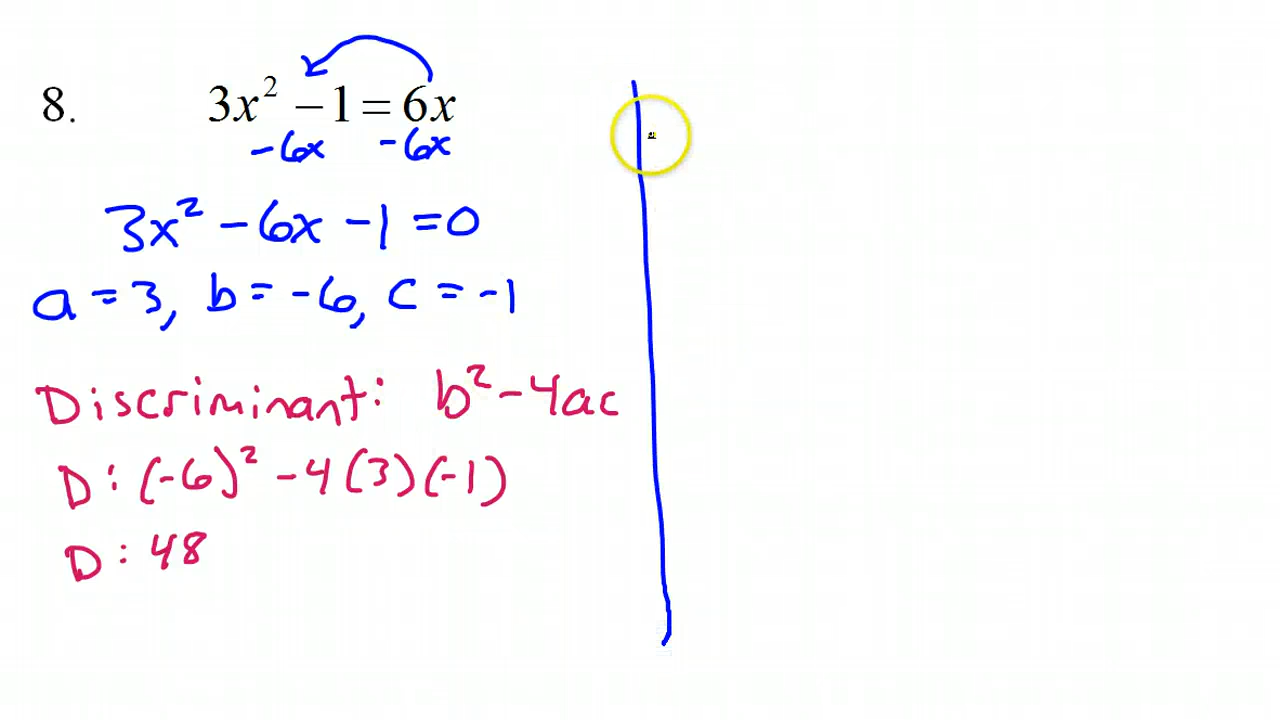 8. 3x² − 1 = 6x
-6x -6x
3x² - 6x - 1 = 0
a = 3, b = -6, c = -1
Discriminant: b² - 4ac
D: (-6)² - 4(3)(-1)
D: 48